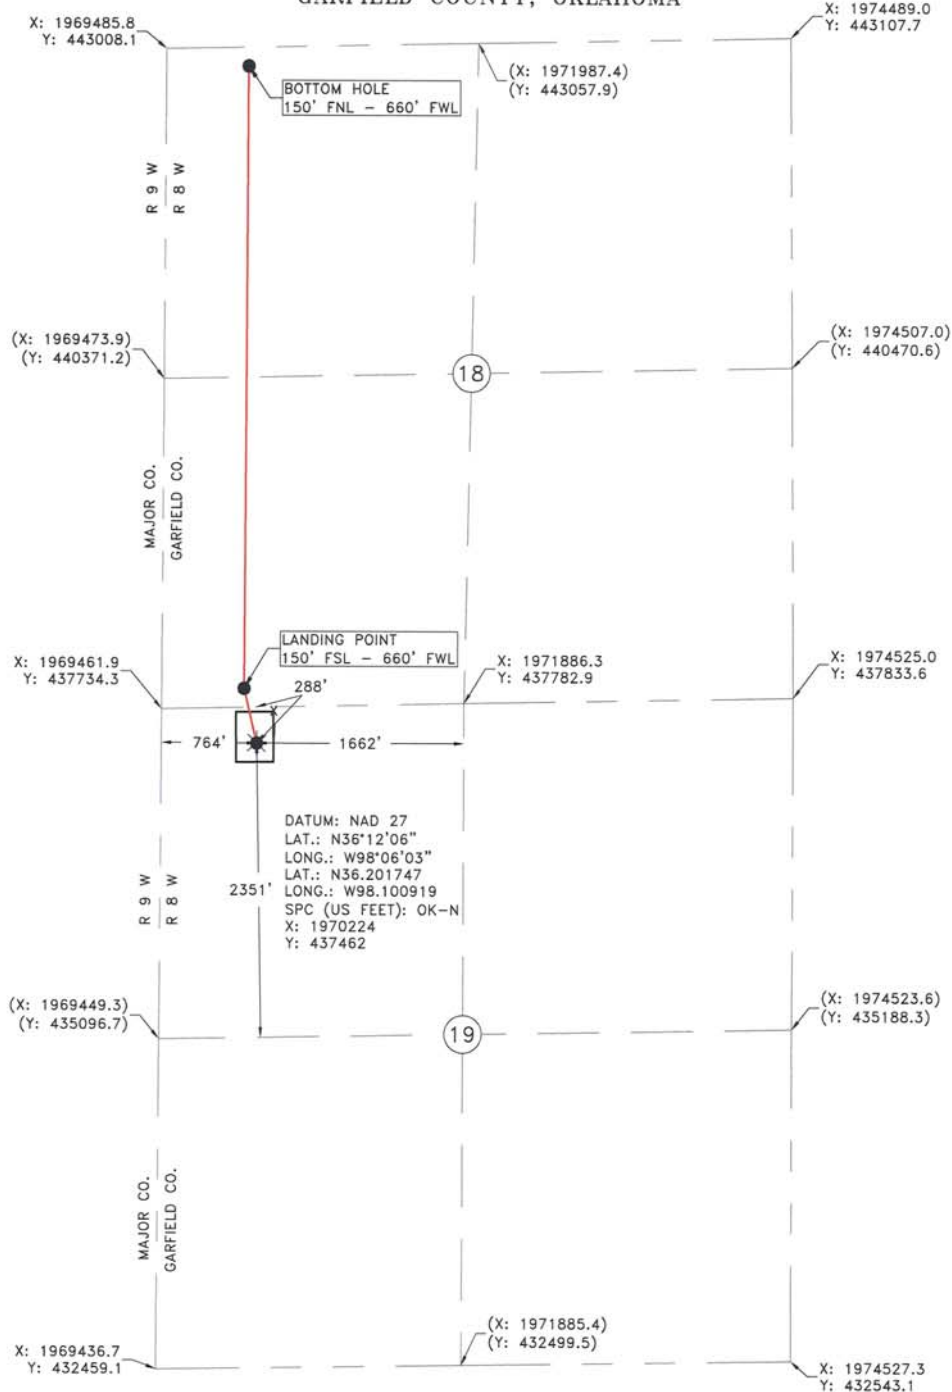 GARFIELD COUNTY, OKLAHOMA
X: 1969485.8
Y: 443008.1
X: 1974489.0
Y: 443107.7
(X: 1971987.4)
(Y: 443057.9)
BOTTOM HOLE
150' FNL - 660' FWL
R 9 W
R 8 W
(X: 1969473.9)
(Y: 440371.2)
(X: 1974507.0)
(Y: 440470.6)
18
MAJOR CO.
GARFIELD CO.
LANDING POINT
150' FSL - 660' FWL
X: 1969461.9
Y: 437734.3
X: 1971886.3
Y: 437782.9
X: 1974525.0
Y: 437833.6
288'
764'
1662'
DATUM: NAD 27
LAT.: N36°12'06"
LONG.: W98°06'03"
LAT.: N36.201747
LONG.: W98.100919
SPC (US FEET): OK-N
X: 1970224
Y: 437462
2351'
R 9 W
R 8 W
(X: 1969449.3)
(Y: 435096.7)
(X: 1974523.6)
(Y: 435188.3)
19
MAJOR CO.
GARFIELD CO.
X: 1969436.7
Y: 432459.1
(X: 1971885.4)
(Y: 432499.5)
X: 1974527.3
Y: 432543.1